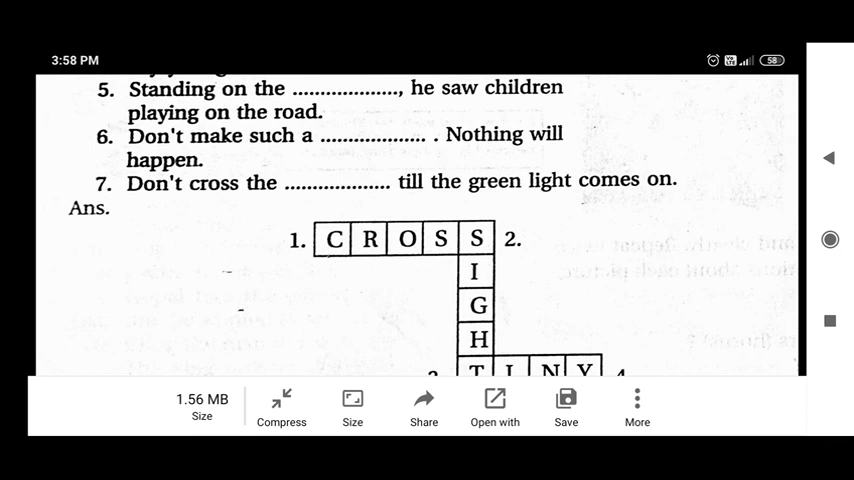 3:58 PM
58
5. Standing on the ..................., he saw children
playing on the road.
6. Don't make such a ................... . Nothing will
happen.
7. Don't cross the ................... till the green light comes on.
Ans.
1. C R O S S 2.
I
G
H
T I N Y
1.56 MB
Size
Compress
Size
Share
Open with
Save
More